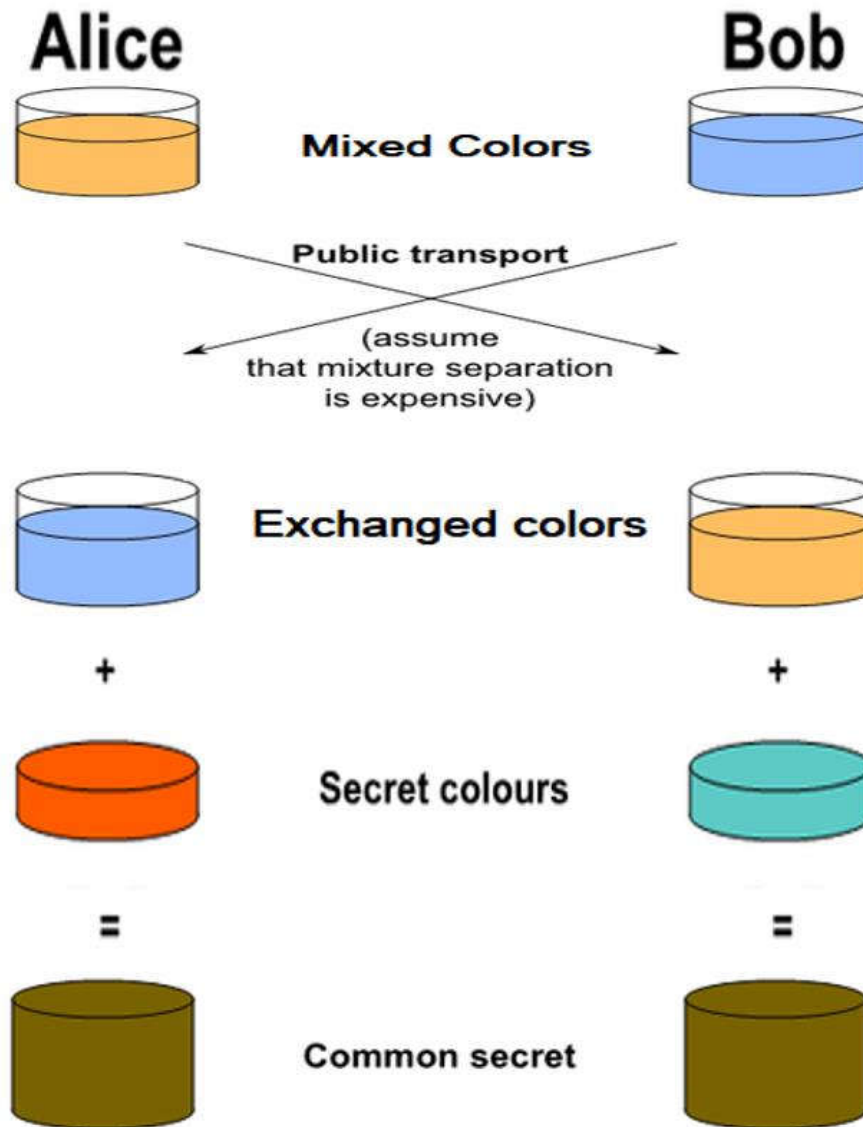 Alice
Bob
Mixed Colors
Public transport
(assume
that mixture separation
is expensive)
Exchanged colors
+
+
Secret colours
=
=
Common secret